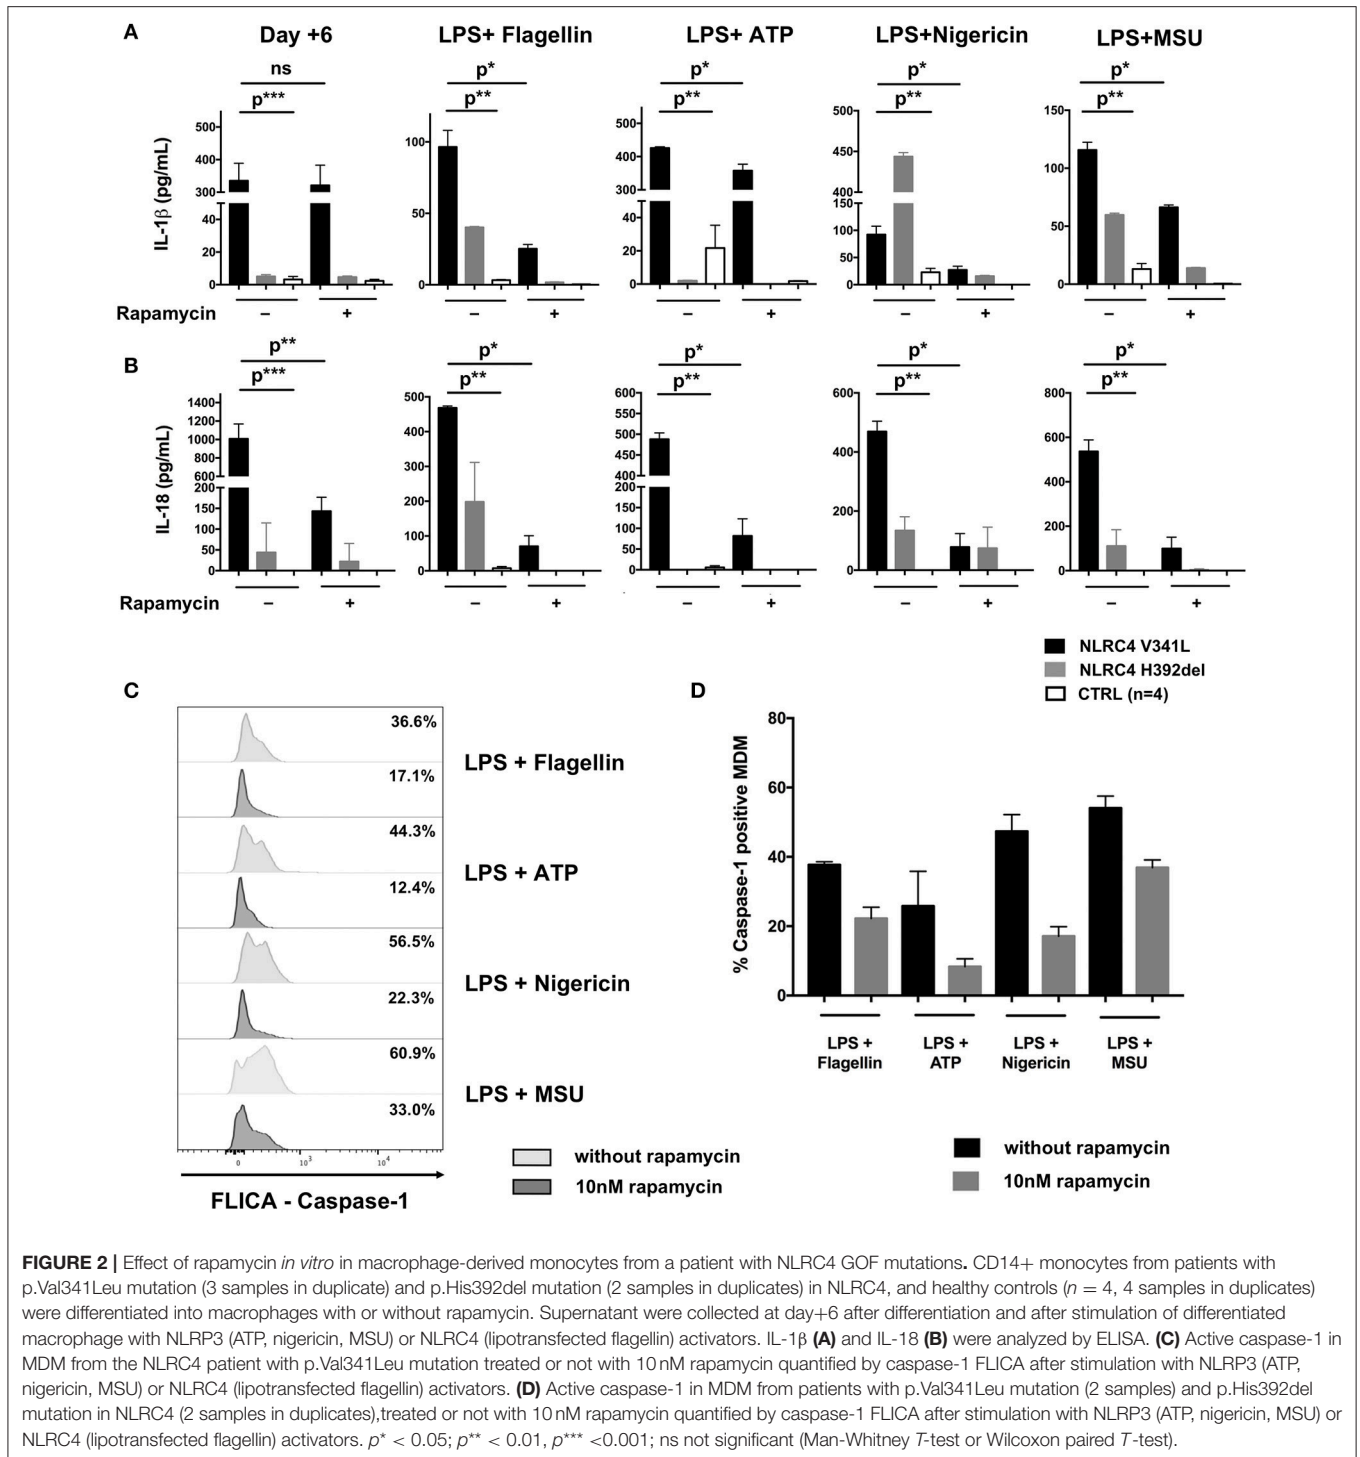 A
Day +6
LPS+ Flagellin
LPS+ ATP
LPS+Nigericin
LPS+MSU
ns
p***
p*
p**
p*
p**
p*
p**
p*
p**
IL-1β (pg/mL)
500
400
300
20
10
0
100
50
0
500
400
300
60
40
20
0
500
450
400
150
100
50
0
150
100
50
0
Rapamycin
–
+
–
+
–
+
–
+
–
+
B
p**
p***
p*
p**
p*
p**
p*
p**
p*
p**
IL-18 (pg/mL)
1400
1200
1000
800
600
200
150
100
50
0
500
400
300
200
100
0
600
550
500
450
400
200
150
100
50
0
600
400
200
0
800
600
400
200
0
Rapamycin
–
+
–
+
–
+
–
+
–
+
NLRC4 V341L
NLRC4 H392del
CTRL (n=4)
C
36.6%
17.1%
LPS + Flagellin
44.3%
12.4%
LPS + ATP
56.5%
22.3%
LPS + Nigericin
60.9%
33.0%
LPS + MSU
0
10³
10⁴
FLICA - Caspase-1
without rapamycin
10nM rapamycin
D
% Caspase-1 positive MDM
80
60
40
20
0
LPS +
Flagellin
LPS +
ATP
LPS +
Nigericin
LPS +
MSU
without rapamycin
10nM rapamycin
FIGURE 2 | Effect of rapamycin in vitro in macrophage-derived monocytes from a patient with NLRC4 GOF mutations. CD14+ monocytes from patients with
p.Val341Leu mutation (3 samples in duplicate) and p.His392del mutation (2 samples in duplicates) in NLRC4, and healthy controls (n = 4, 4 samples in duplicates)
were differentiated into macrophages with or without rapamycin. Supernatant were collected at day+6 after differentiation and after stimulation of differentiated
macrophage with NLRP3 (ATP, nigericin, MSU) or NLRC4 (lipotransfected flagellin) activators. IL-1β (A) and IL-18 (B) were analyzed by ELISA. (C) Active caspase-1 in
MDM from the NLRC4 patient with p.Val341Leu mutation treated or not with 10 nM rapamycin quantified by caspase-1 FLICA after stimulation with NLRP3 (ATP,
nigericin, MSU) or NLRC4 (lipotransfected flagellin) activators. (D) Active caspase-1 in MDM from patients with p.Val341Leu mutation (2 samples) and p.His392del
mutation in NLRC4 (2 samples in duplicates),treated or not with 10 nM rapamycin quantified by caspase-1 FLICA after stimulation with NLRP3 (ATP, nigericin, MSU) or
NLRC4 (lipotransfected flagellin) activators. p* < 0.05; p** < 0.01, p*** <0.001; ns not significant (Man-Whitney T-test or Wilcoxon paired T-test).